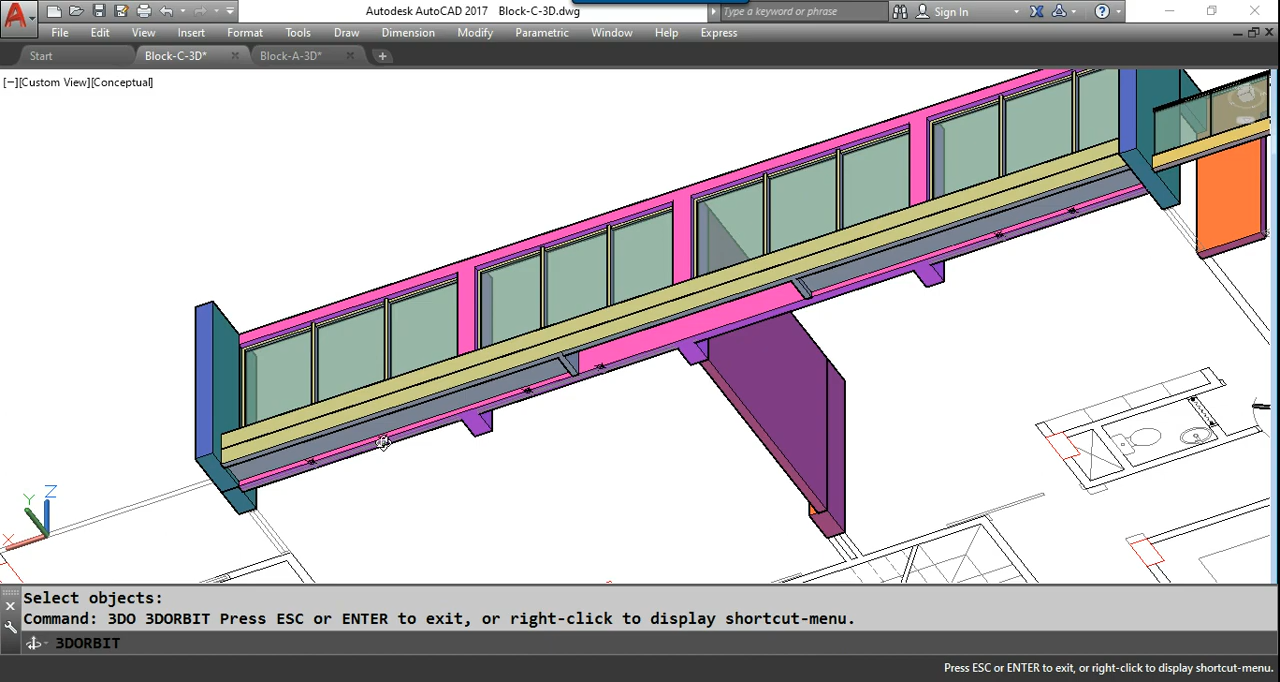 Autodesk AutoCAD 2017 Block-C-3D.dwg
Type a keyword or phrase
Sign In
File Edit View Insert Format Tools Draw Dimension Modify Parametric Window Help Express
Start Block-C-3D* Block-A-3D*
[−][Custom View][Conceptual]
Y Z
X
Select objects:
Command: 3DO 3DORBIT Press ESC or ENTER to exit, or right-click to display shortcut-menu.
3DORBIT
Press ESC or ENTER to exit, or right-click to display shortcut-menu.